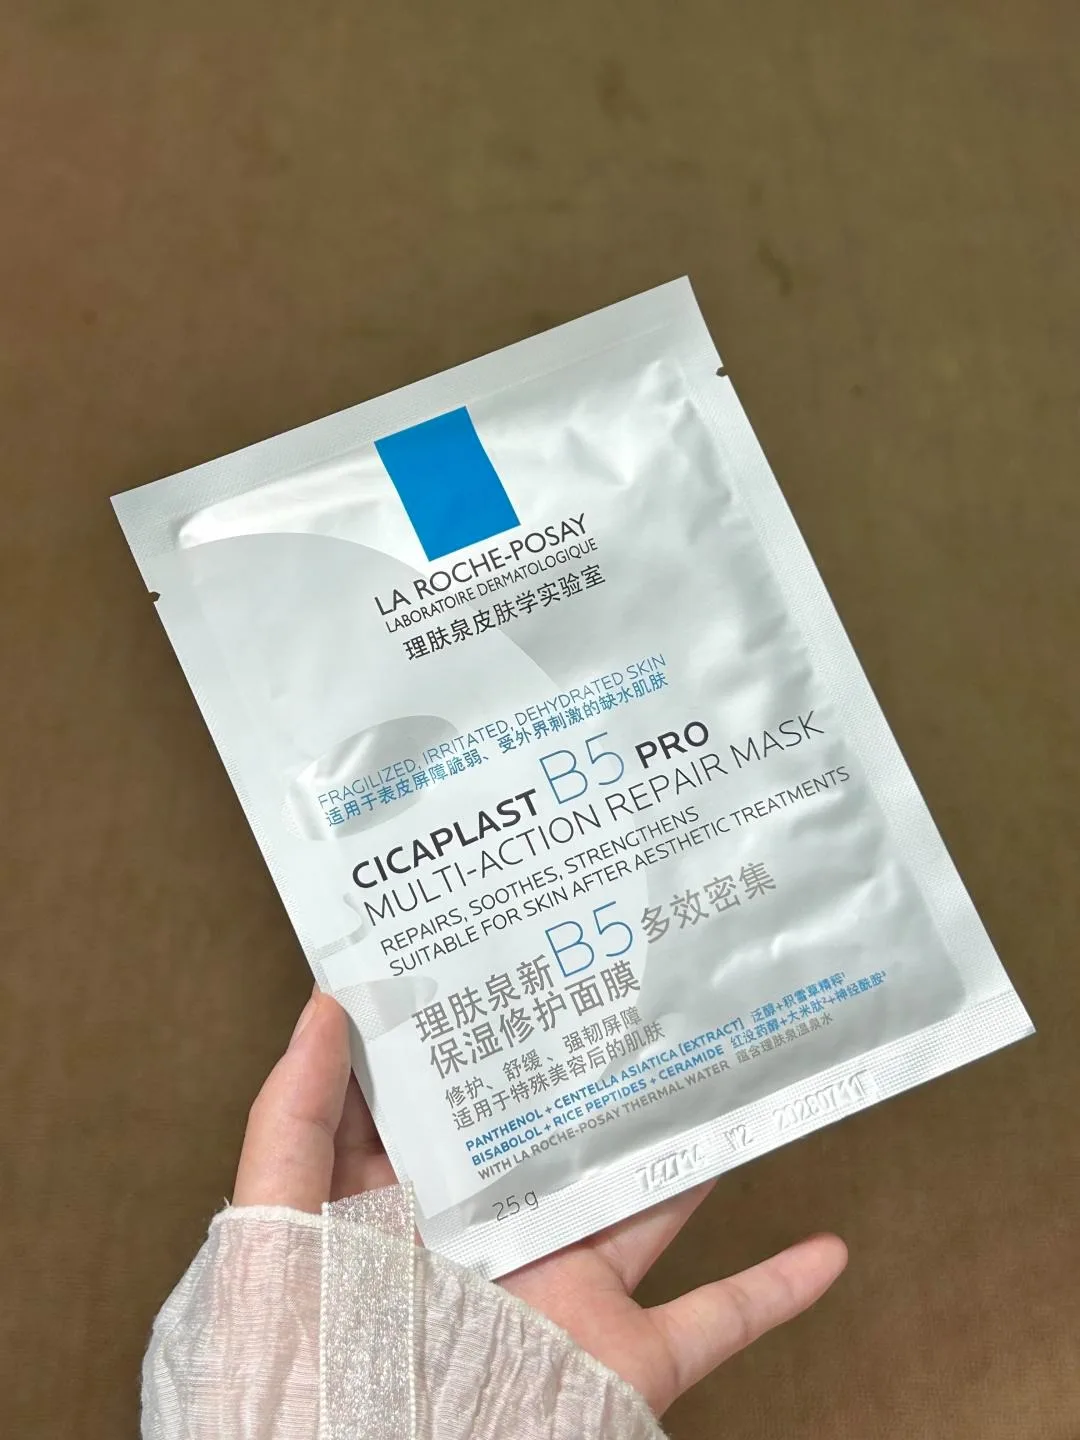 LA ROCHE-POSAY
LABORATOIRE DERMATOLOGIQUE
理肤泉皮肤学实验室
FRAGILIZED, IRRITATED, DEHYDRATED SKIN
适用于表皮屏障脆弱、受外界刺激的缺水肌肤
CICAPLAST B5 PRO
MULTI-ACTION REPAIR MASK
REPAIRS, SOOTHES, STRENGTHENS
SUITABLE FOR SKIN AFTER AESTHETIC TREATMENTS
理肤泉新B5多效密集
保湿修护面膜
修护、舒缓、强韧屏障
适用于特殊美容后的肌肤
PANTHENOL + CENTELLA ASIATICA [EXTRACT] 泛醇+积雪草精粹¹
BISABOLOL + RICE PEPTIDES + CERAMIDE 红没药醇+大米肽²+神经酰胺³
WITH LA ROCHE-POSAY THERMAL WATER 蕴含理肤泉温泉水
25 g